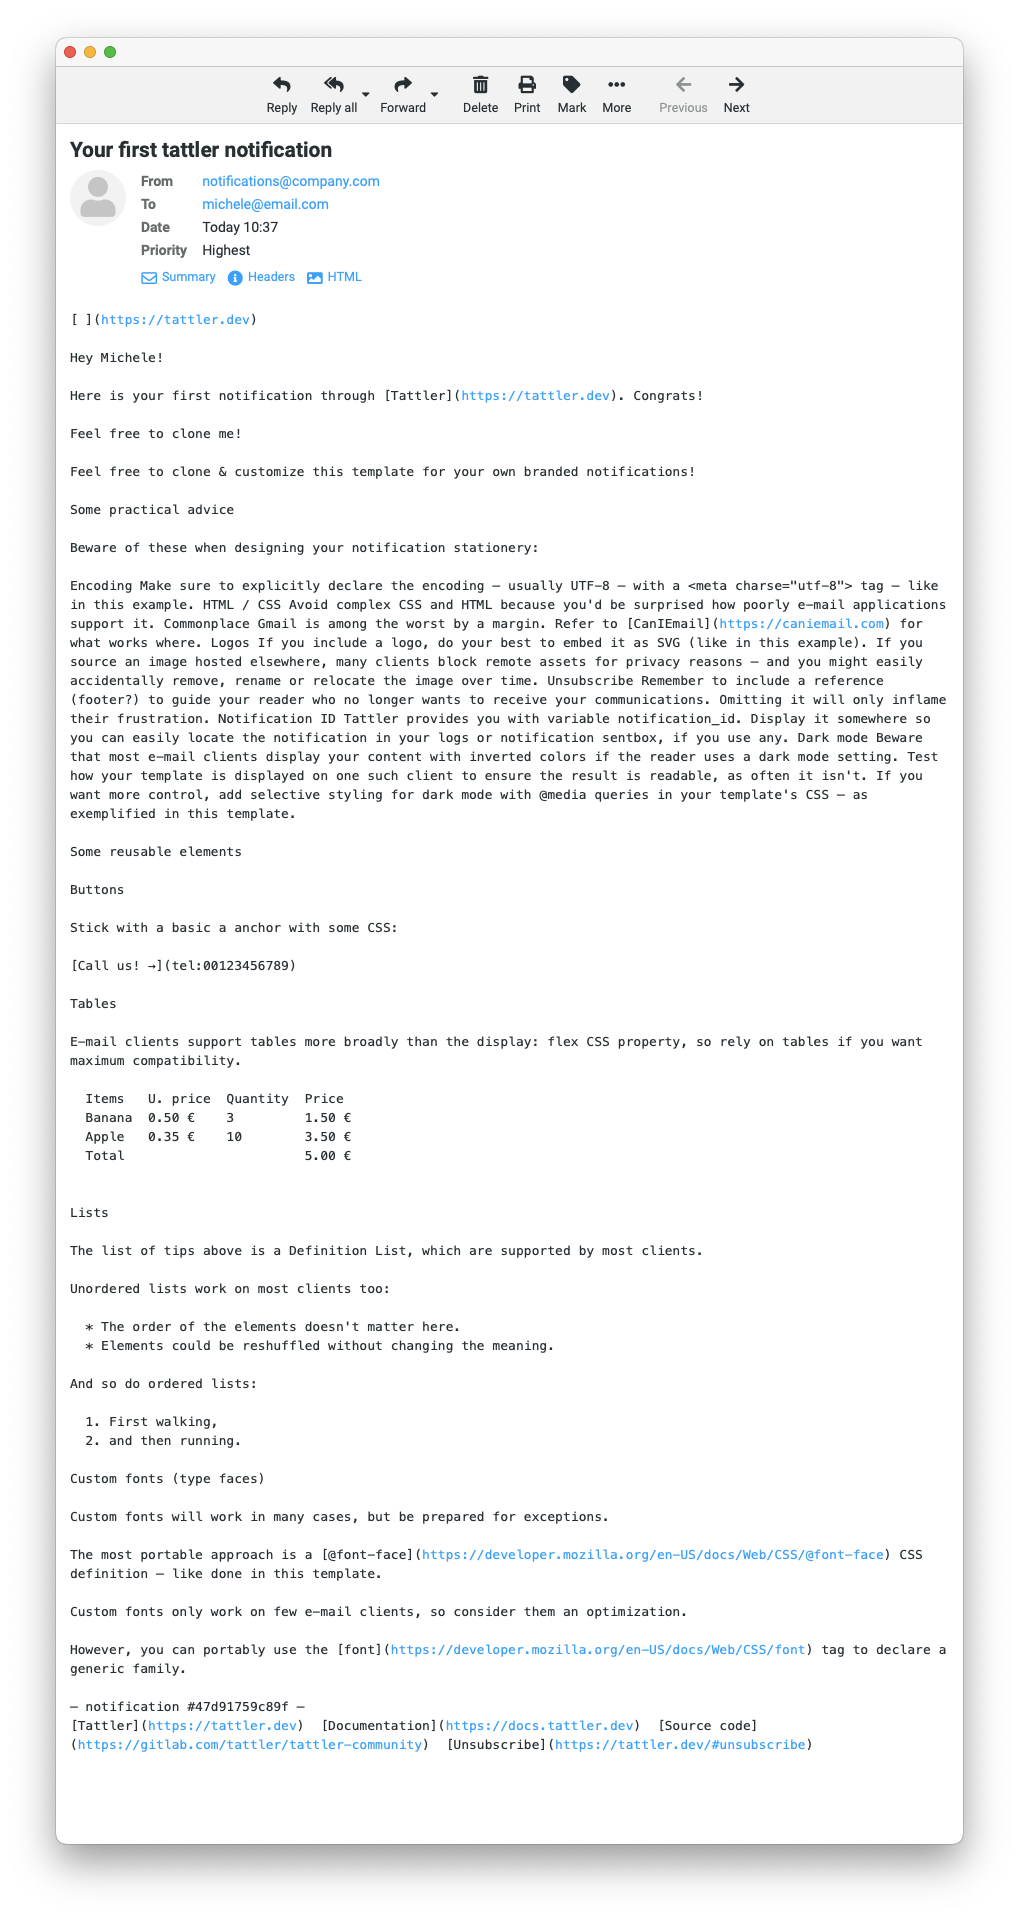 Reply Reply all Forward Delete Print Mark More Previous Next
Your first tattler notification
From notifications@company.com
To michele@email.com
Date Today 10:37
Priority Highest
Summary Headers HTML
[ ](https://tattler.dev)
Hey Michele!
Here is your first notification through [Tattler](https://tattler.dev). Congrats!
Feel free to clone me!
Feel free to clone & customize this template for your own branded notifications!
Some practical advice
Beware of these when designing your notification stationery:
Encoding Make sure to explicitly declare the encoding — usually UTF-8 — with a <meta charse="utf-8"> tag — like
in this example. HTML / CSS Avoid complex CSS and HTML because you'd be surprised how poorly e-mail applications
support it. Commonplace Gmail is among the worst by a margin. Refer to [CanIEmail](https://caniemail.com) for
what works where. Logos If you include a logo, do your best to embed it as SVG (like in this example). If you
source an image hosted elsewhere, many clients block remote assets for privacy reasons — and you might easily
accidentally remove, rename or relocate the image over time. Unsubscribe Remember to include a reference
(footer?) to guide your reader who no longer wants to receive your communications. Omitting it will only inflame
their frustration. Notification ID Tattler provides you with variable notification_id. Display it somewhere so
you can easily locate the notification in your logs or notification sentbox, if you use any. Dark mode Beware
that most e-mail clients display your content with inverted colors if the reader uses a dark mode setting. Test
how your template is displayed on one such client to ensure the result is readable, as often it isn't. If you
want more control, add selective styling for dark mode with @media queries in your template's CSS — as
exemplified in this template.
Some reusable elements
Buttons
Stick with a basic a anchor with some CSS:
[Call us! →](tel:00123456789)
Tables
E-mail clients support tables more broadly than the display: flex CSS property, so rely on tables if you want
maximum compatibility.
Items U. price Quantity Price
Banana 0.50 € 3 1.50 €
Apple 0.35 € 10 3.50 €
Total 5.00 €
Lists
The list of tips above is a Definition List, which are supported by most clients.
Unordered lists work on most clients too:
* The order of the elements doesn't matter here.
* Elements could be reshuffled without changing the meaning.
And so do ordered lists:
1. First walking,
2. and then running.
Custom fonts (type faces)
Custom fonts will work in many cases, but be prepared for exceptions.
The most portable approach is a [@font-face](https://developer.mozilla.org/en-US/docs/Web/CSS/@font-face) CSS
definition — like done in this template.
Custom fonts only work on few e-mail clients, so consider them an optimization.
However, you can portably use the [font](https://developer.mozilla.org/en-US/docs/Web/CSS/font) tag to declare a
generic family.
— notification #47d91759c89f —
[Tattler](https://tattler.dev) [Documentation](https://docs.tattler.dev) [Source code]
(https://gitlab.com/tattler/tattler-community) [Unsubscribe](https://tattler.dev/#unsubscribe)